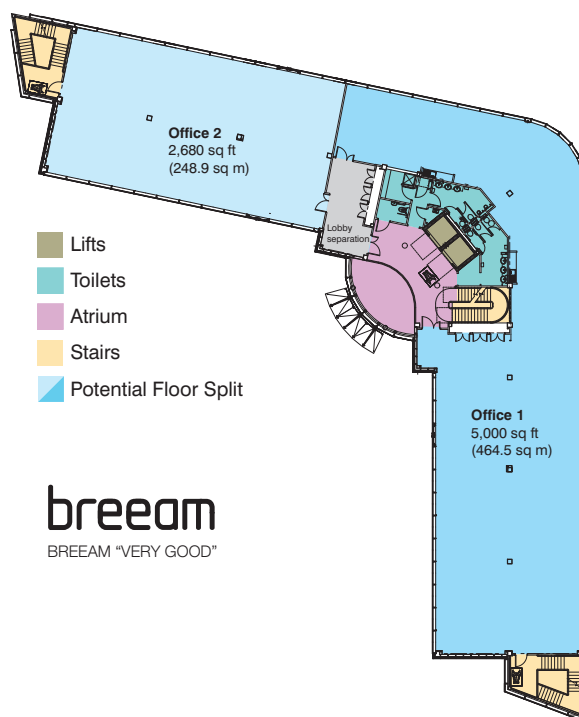 Office 2
2,680 sq ft
(248.9 sq m)
Lobby
separation
Lifts
Toilets
Atrium
Stairs
Potential Floor Split
Office 1
5,000 sq ft
(464.5 sq m)
breeam
BREEAM “VERY GOOD”